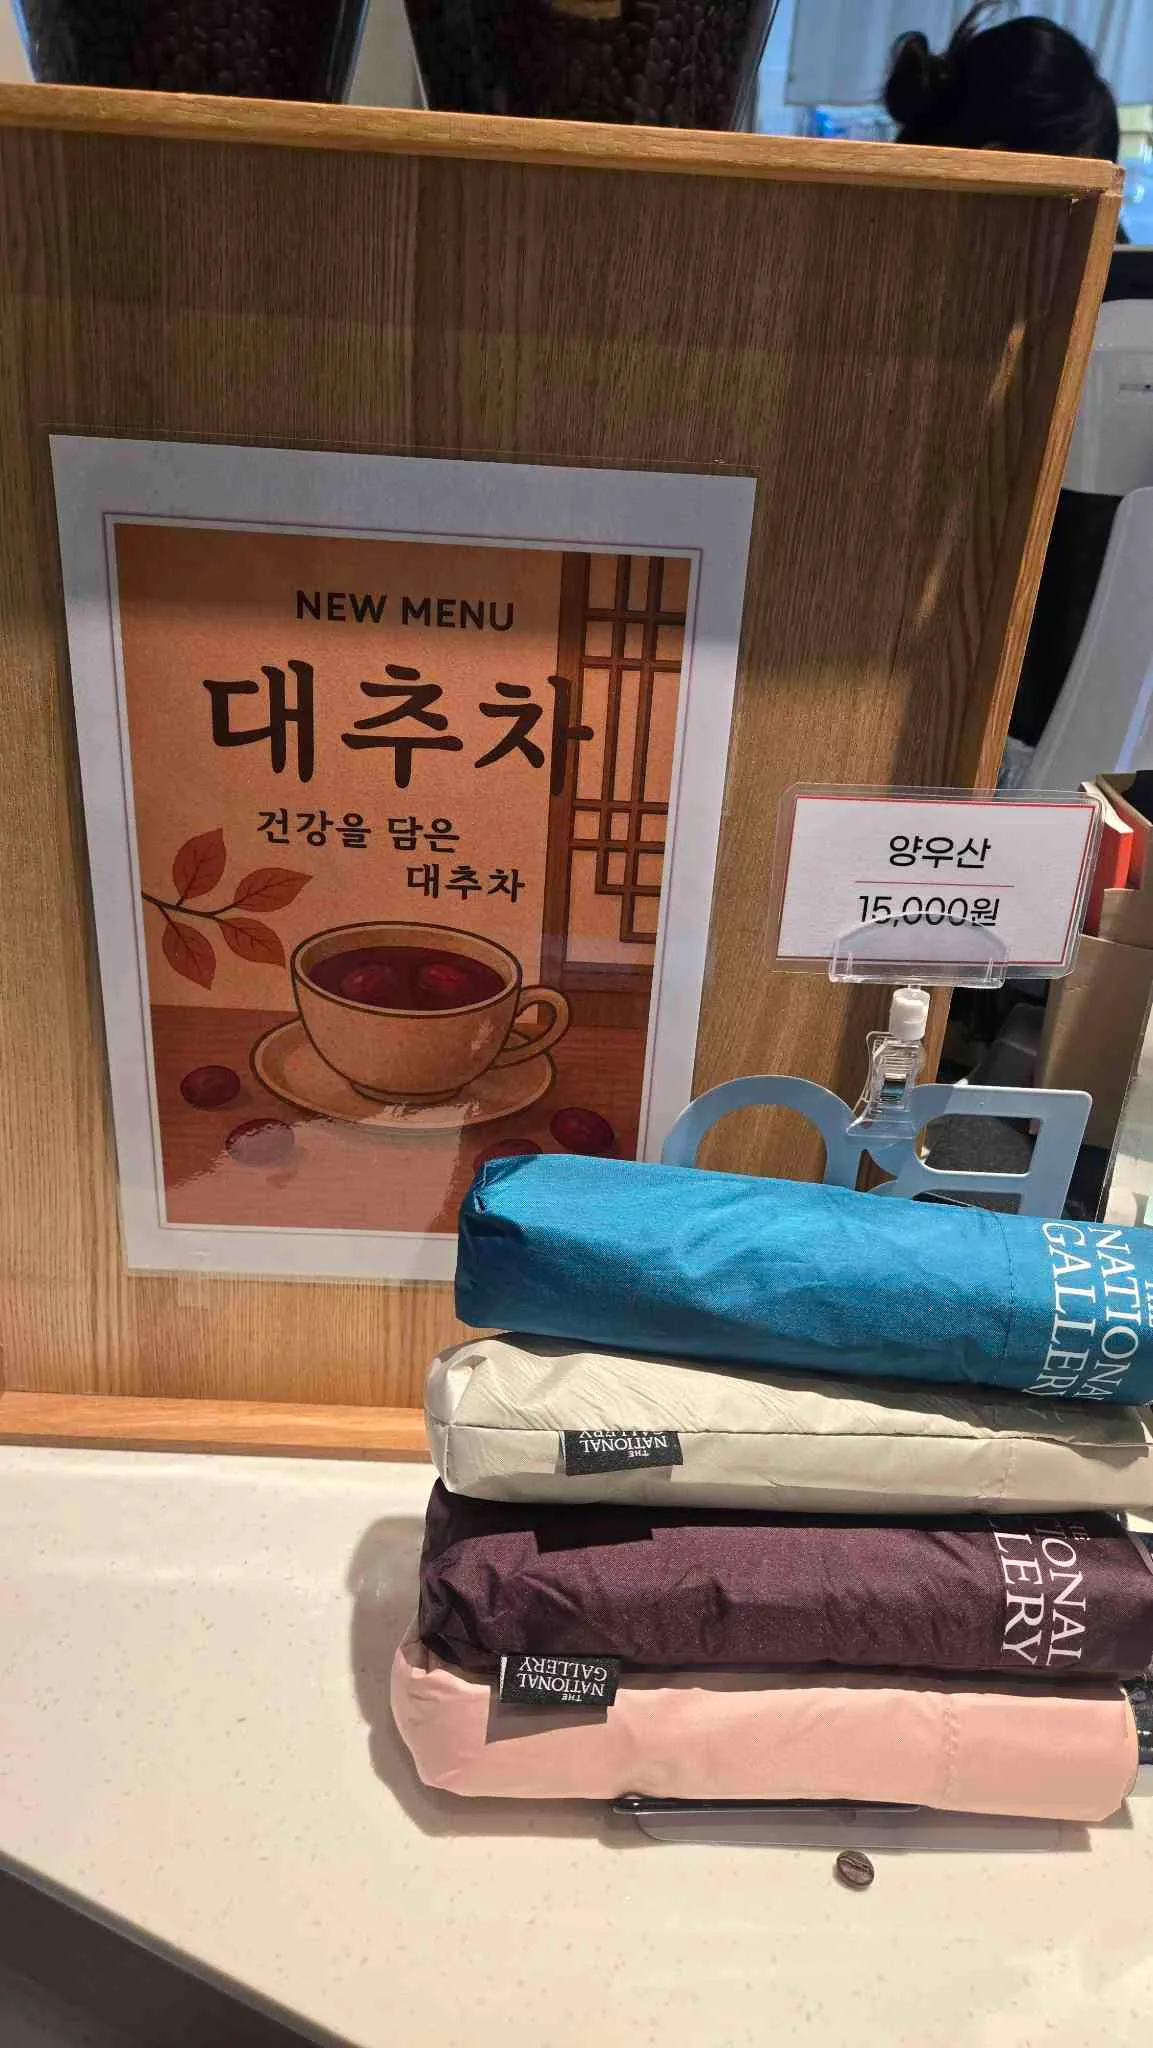 NEW MENU
대추차
건강을 담은
대추차
양우산
15,000원
THE
NATIONAL
GALLERY
THE
NATIONAL
GALLERY
THE
NATIONAL
GALLERY